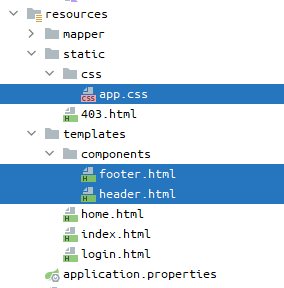 resources
mapper
static
css
app.css
403.html
templates
components
footer.html
header.html
home.html
index.html
login.html
application.properties